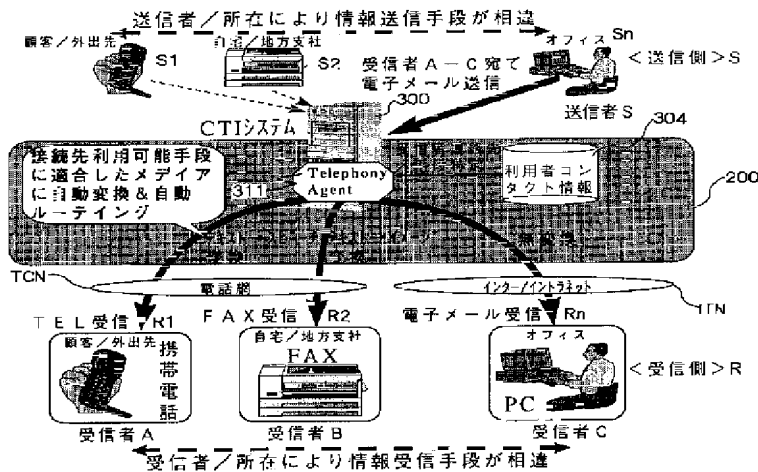 送信者／所在により情報送信手段が相違
顧客／外出先
S1
自宅／地方支社
S2
受信者A－C宛て
電子メール送信
オフィス
Sn
＜送信側＞S
送信者S
300
CTIシステム
304
接続先利用可能手段
に適合したメデイア
に自動変換＆自動
ルーテイング
311
Telephony
Agent
利用者コン
タクト情報
200
TCN
電話網
インター/イントラネット
ITN
TEL受信
R1
FAX受信
R2
電子メール受信
Rn
顧客／外出先
携帯電話
自宅／地方支社
FAX
オフィス
PC
＜受信側＞R
受信者A
受信者B
受信者C
受信者／所在により情報受信手段が相違